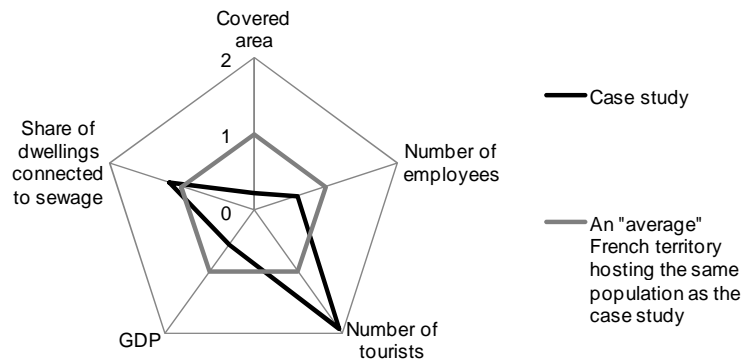 Covered
area
2
1
0
Share of
dwellings
connected
to sewage
Number of
employees
GDP
Number of
tourists
Case study
An "average"
French territory
hosting the same
population as the
case study